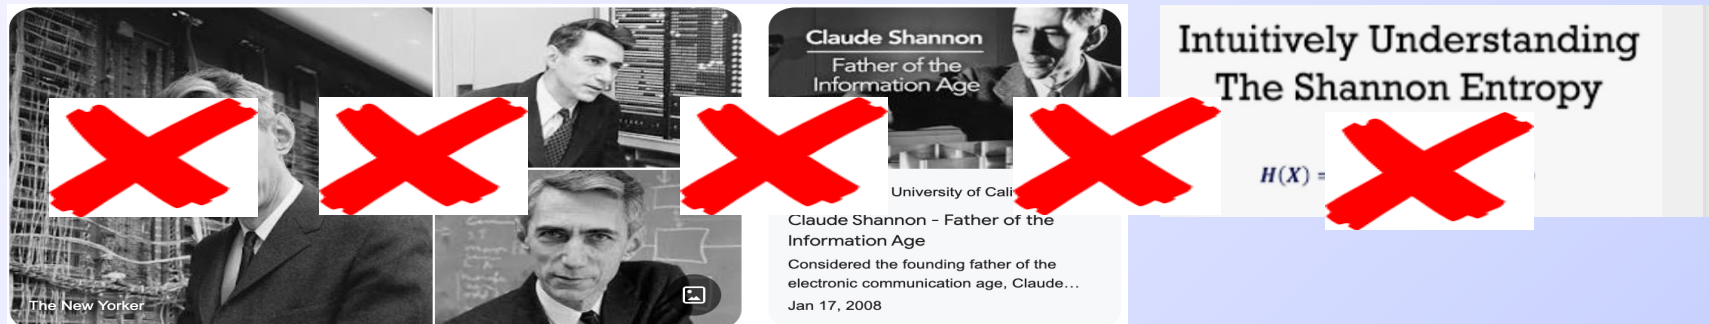 The New Yorker
Claude Shannon
Father of the
Information Age
University of Cali
Claude Shannon - Father of the
Information Age
Considered the founding father of the
electronic communication age, Claude...
Jan 17, 2008
Intuitively Understanding
The Shannon Entropy
H(X) =